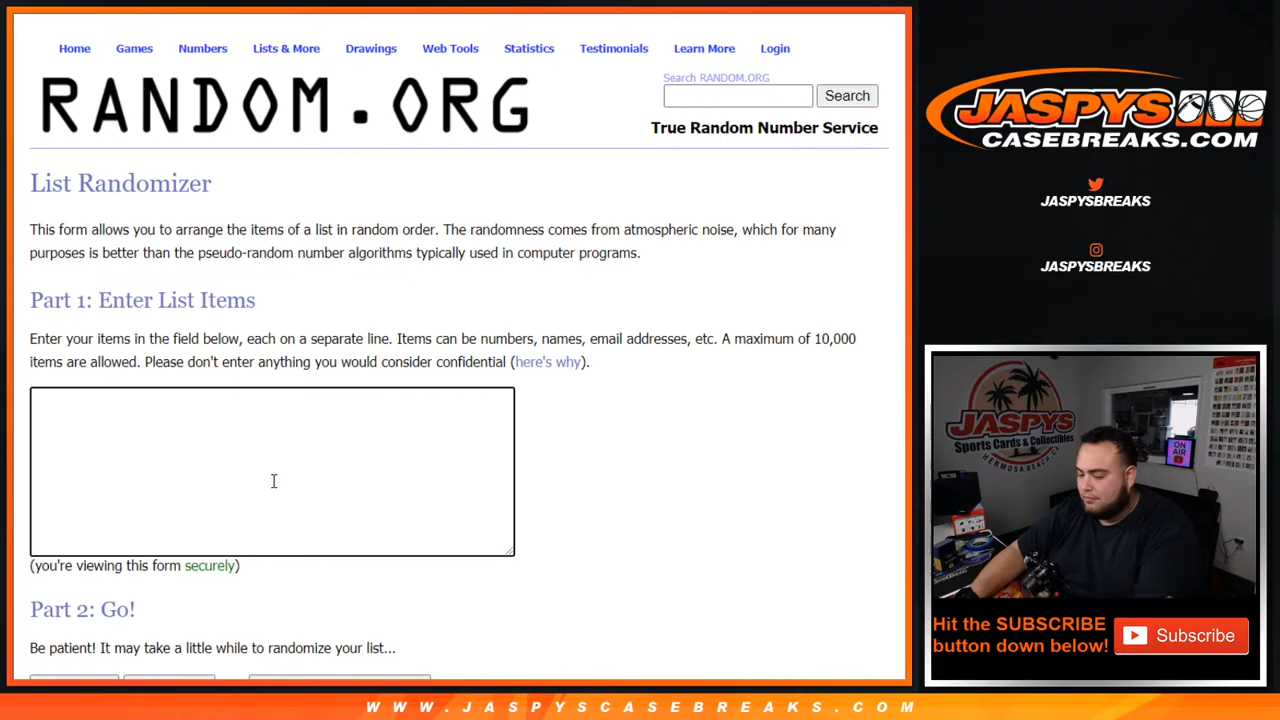 Home Games Numbers Lists & More Drawings Web Tools Statistics Testimonials Learn More Login
RANDOM.ORG
Search RANDOM.ORG
Search
True Random Number Service
List Randomizer
This form allows you to arrange the items of a list in random order. The randomness comes from atmospheric noise, which for many
purposes is better than the pseudo-random number algorithms typically used in computer programs.
Part 1: Enter List Items
Enter your items in the field below, each on a separate line. Items can be numbers, names, email addresses, etc. A maximum of 10,000
items are allowed. Please don't enter anything you would consider confidential (here's why).
(you're viewing this form securely)
Part 2: Go!
Be patient! It may take a little while to randomize your list...
JASPYS
CASEBREAKS.COM
JASPYSBREAKS
JASPYSBREAKS
JASPYS
Sports Cards & Collectibles
HERMOSA BEACH, CA
ON AIR
Hit the SUBSCRIBE
button down below!
Subscribe
WWW.JASPYSCASEBREAKS.COM